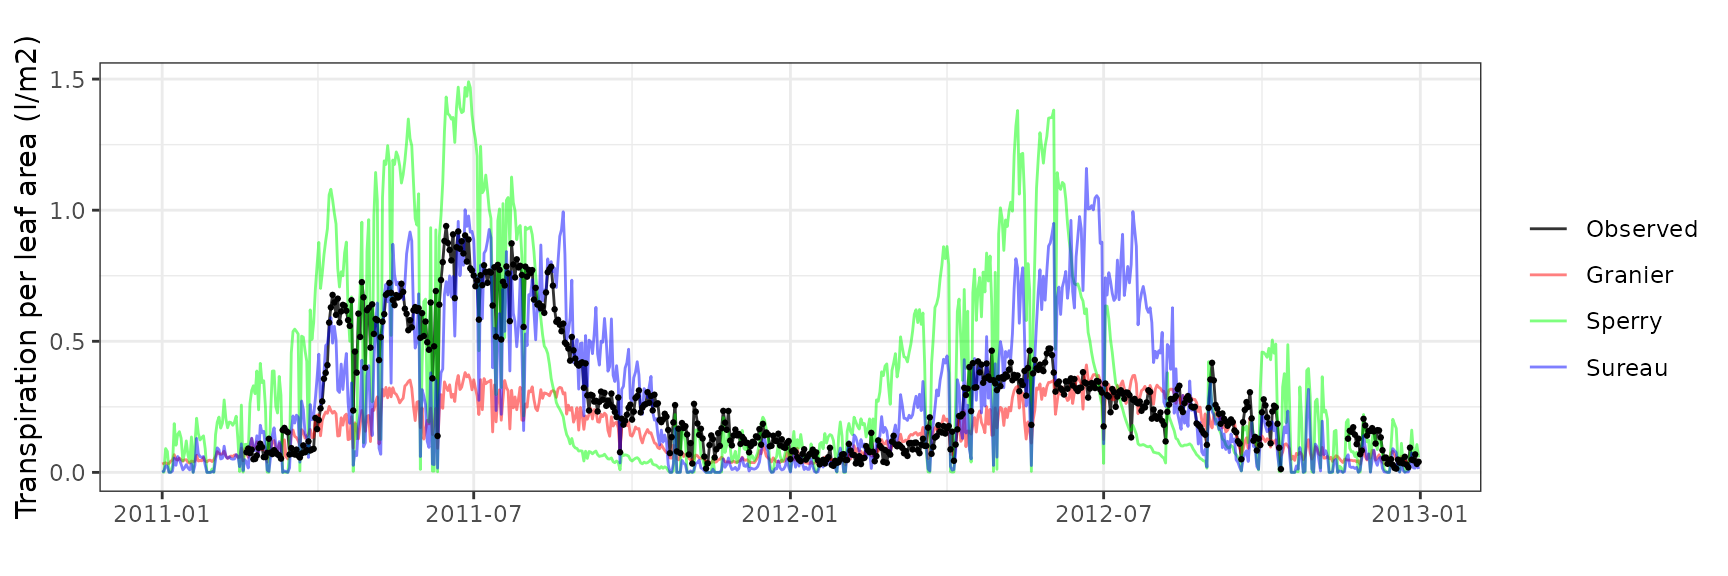 Transpiration per leaf area (l/m2)
1.5
1.0
0.5
0.0
2011-01
2011-07
2012-01
2012-07
2013-01
Observed
Granier
Sperry
Sureau